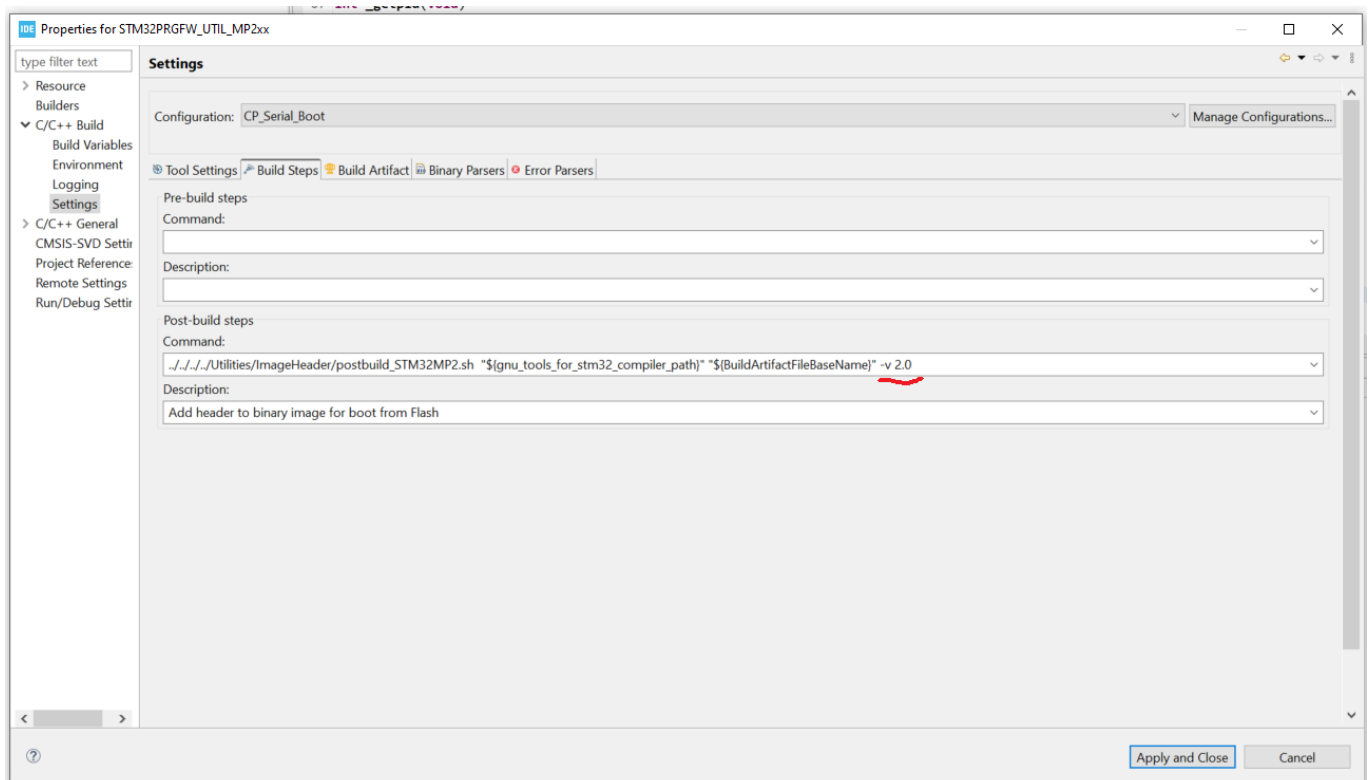 int _getpid(void)
IDE Properties for STM32PRGFW_UTIL_MP2xx
type filter text
Resource
Builders
C/C++ Build
Build Variables
Environment
Logging
Settings
C/C++ General
CMSIS-SVD Settir
Project Reference:
Remote Settings
Run/Debug Settir
Settings
Configuration: CP_Serial_Boot Manage Configurations...
Tool Settings Build Steps Build Artifact Binary Parsers Error Parsers
Pre-build steps
Command:
Description:
Post-build steps
Command:
../../../../Utilities/ImageHeader/postbuild_STM32MP2.sh "${gnu_tools_for_stm32_compiler_path}" "${BuildArtifactFileBaseName}" -v 2.0
Description:
Add header to binary image for boot from Flash
Apply and Close Cancel